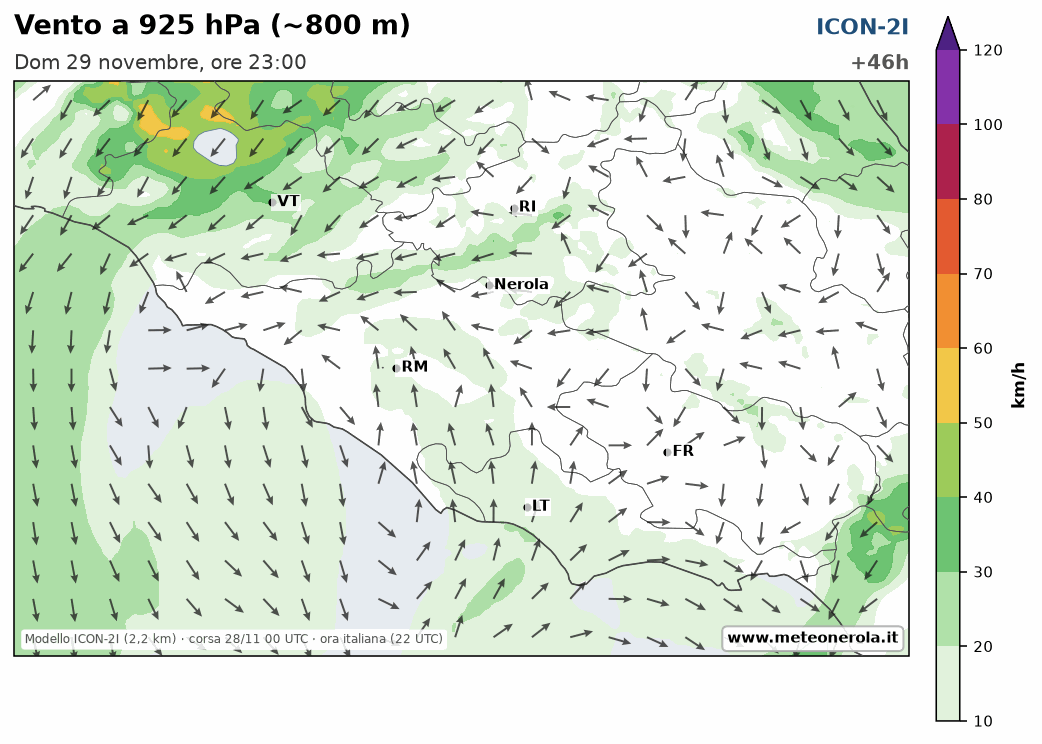 Vento a 925 hPa (~800 m)
ICON-2I
Dom 29 novembre, ore 23:00
+46h
VT
RI
Nerola
RM
FR
LT
Modello ICON-2I (2,2 km) · corsa 28/11 00 UTC · ora italiana (22 UTC)
www.meteonerola.it
120
100
80
70
60
50
40
30
20
10
km/h